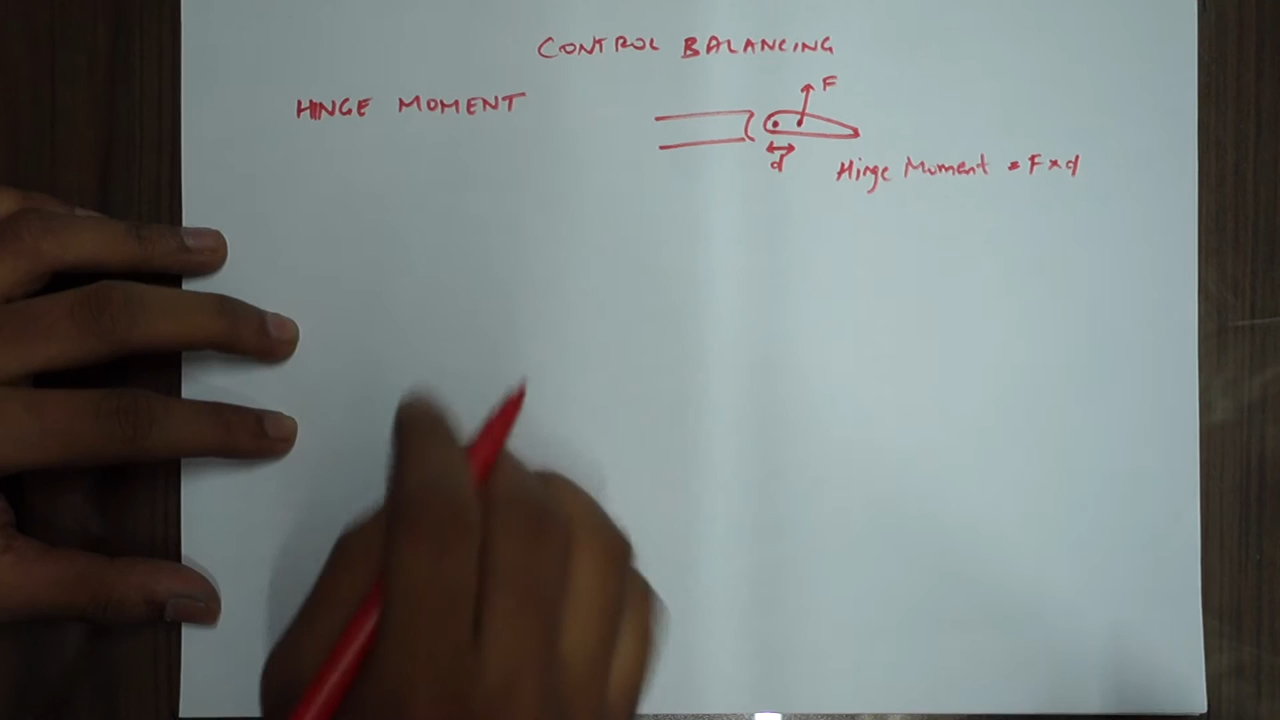 CONTROL BALANCING
HINGE MOMENT
F
d
Hinge Moment = F x d